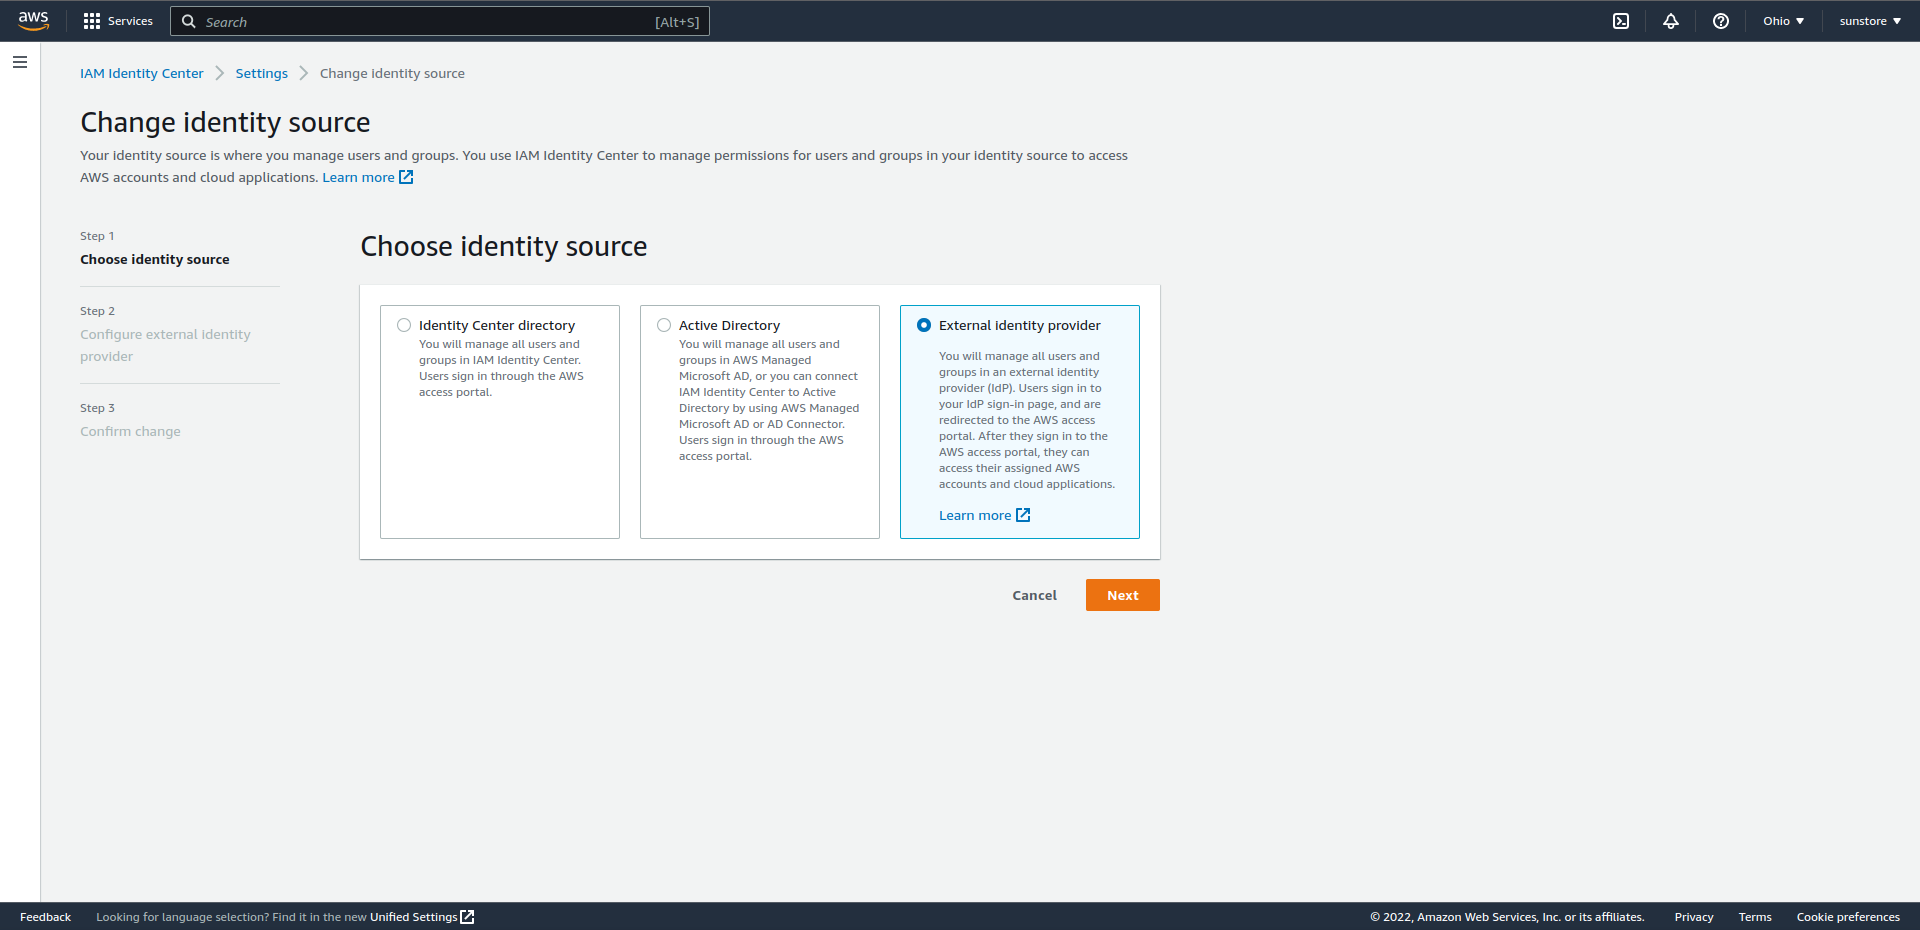 aws
Services
Search
[Alt+S]
Ohio
sunstore
IAM Identity Center
Settings
Change identity source
Change identity source
Your identity source is where you manage users and groups. You use IAM Identity Center to manage permissions for users and groups in your identity source to access
AWS accounts and cloud applications. Learn more
Step 1
Choose identity source
Step 2
Configure external identity
provider
Step 3
Confirm change
Choose identity source
Identity Center directory
You will manage all users and
groups in IAM Identity Center.
Users sign in through the AWS
access portal.
Active Directory
You will manage all users and
groups in AWS Managed
Microsoft AD, or you can connect
IAM Identity Center to Active
Directory by using AWS Managed
Microsoft AD or AD Connector.
Users sign in through the AWS
access portal.
External identity provider
You will manage all users and
groups in an external identity
provider (IdP). Users sign in to
your IdP sign-in page, and are
redirected to the AWS access
portal. After they sign in to the
AWS access portal, they can
access their assigned AWS
accounts and cloud applications.
Learn more
Cancel
Next
Feedback
Looking for language selection? Find it in the new Unified Settings
© 2022, Amazon Web Services, Inc. or its affiliates.
Privacy
Terms
Cookie preferences